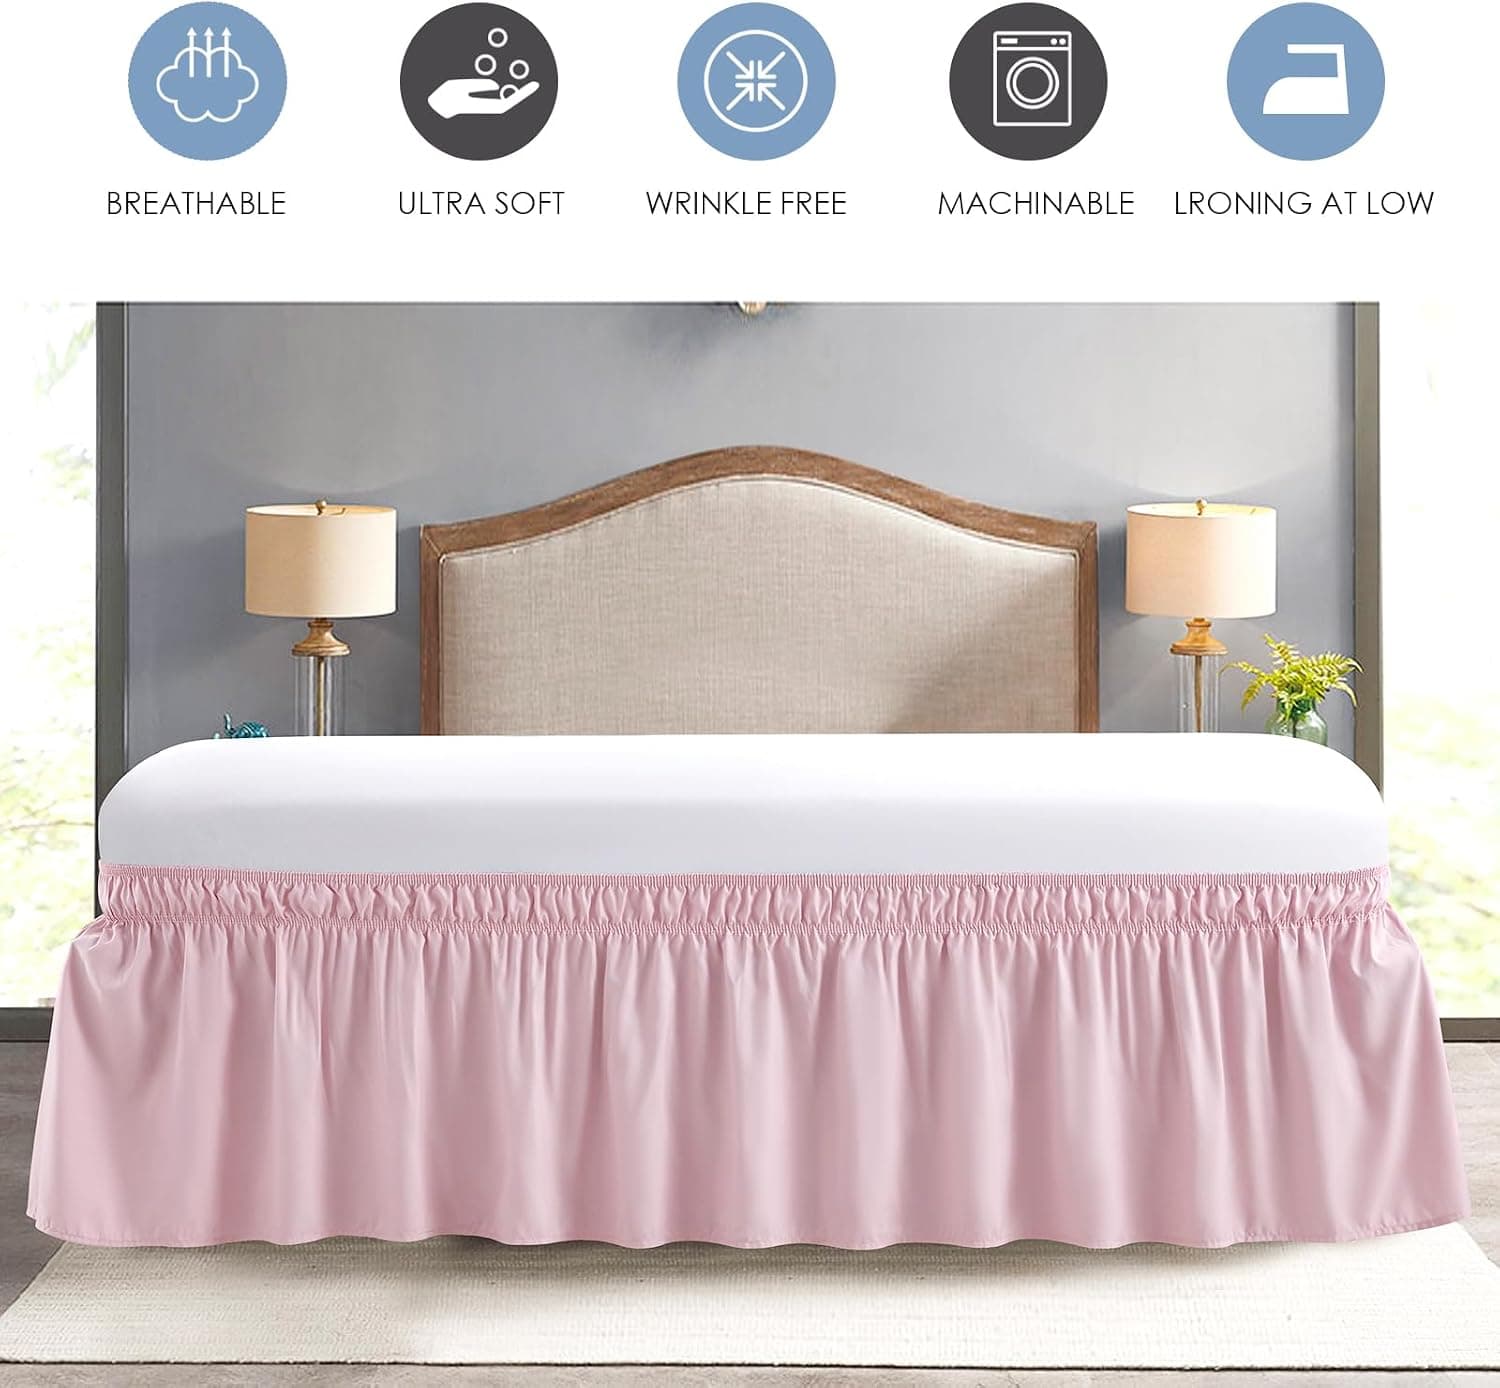 BREATHABLE
ULTRA SOFT
WRINKLE FREE
MACHINABLE
LRONING AT LOW